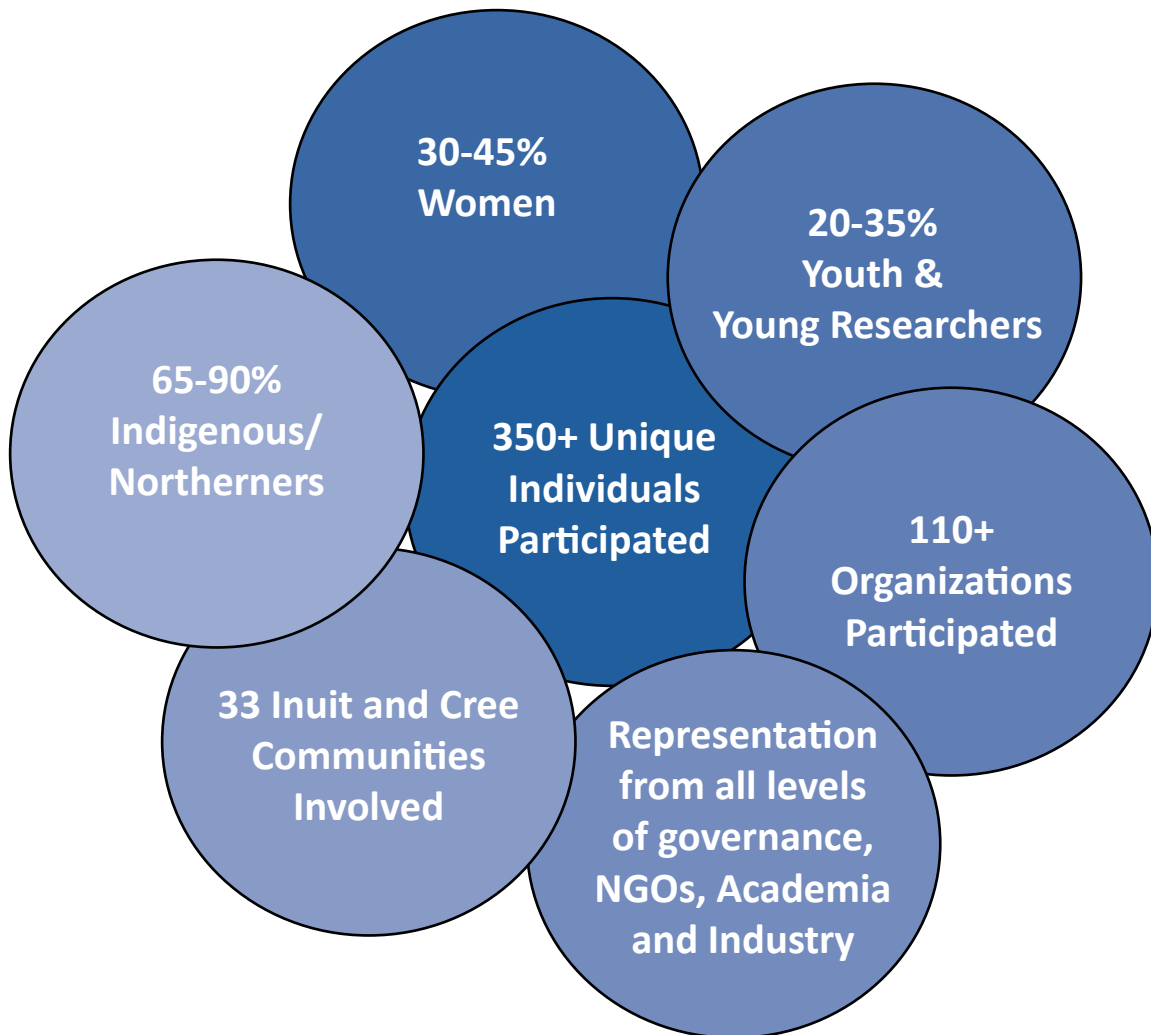 30-45%
Women
20-35%
Youth &
Young Researchers
65-90%
Indigenous/
Northerners
350+ Unique
Individuals
Participated
110+
Organizations
Participated
33 Inuit and Cree
Communities
Involved
Representation
from all levels
of governance,
NGOs, Academia
and Industry